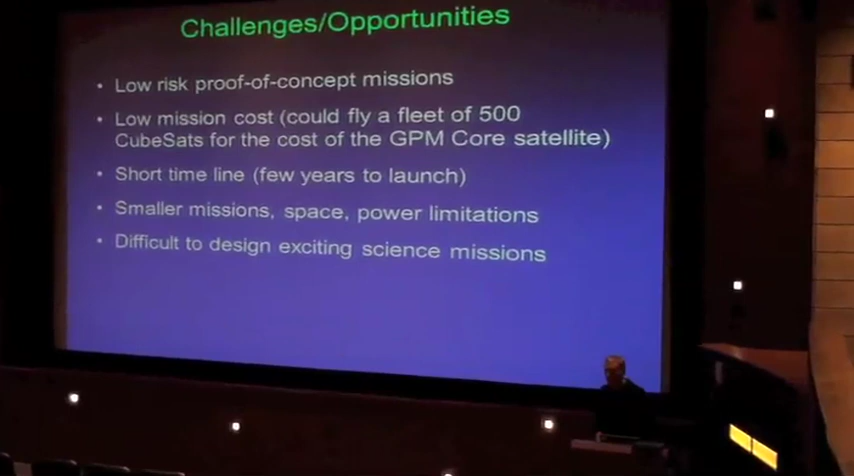 Challenges/Opportunities
• Low risk proof-of-concept missions
• Low mission cost (could fly a fleet of 500
CubeSats for the cost of the GPM Core satellite)
• Short time line (few years to launch)
• Smaller missions, space, power limitations
• Difficult to design exciting science missions